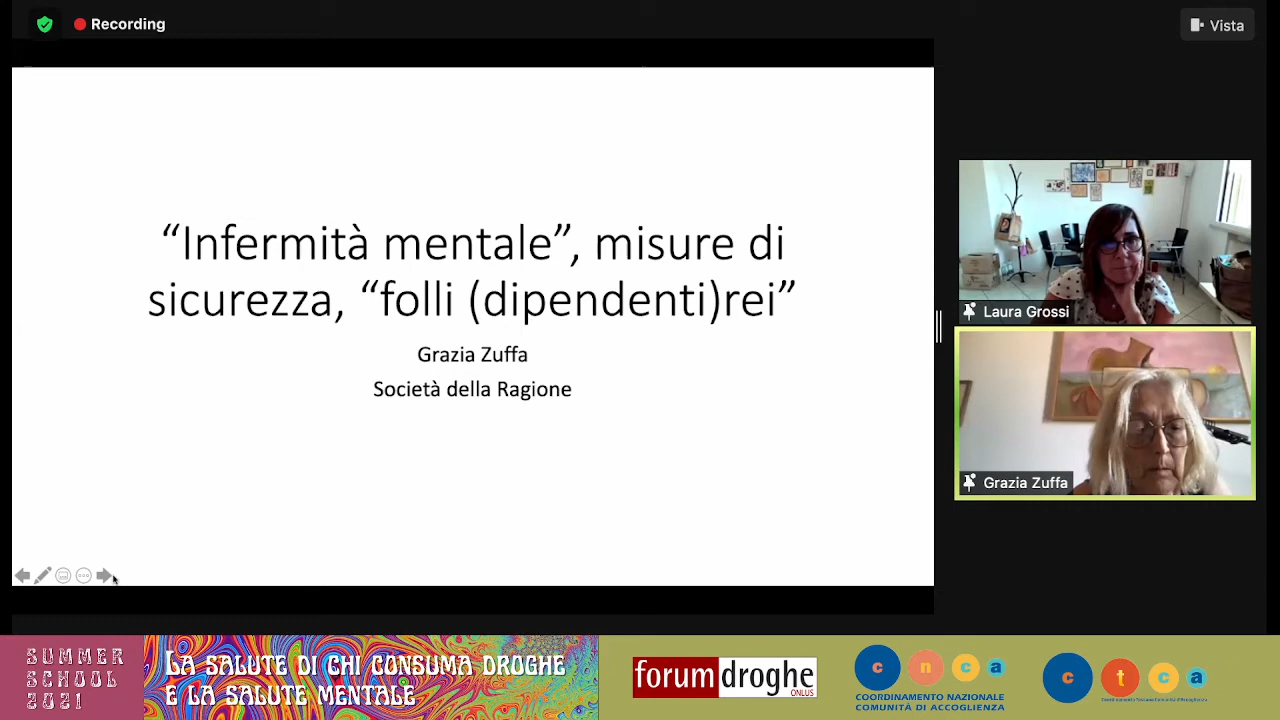 Recording
Vista
“Infermità mentale”, misure di
sicurezza, “folli (dipendenti)rei”
Grazia Zuffa
Società della Ragione
Laura Grossi
Grazia Zuffa
SUMMER
SCHOOL
2021
LA SALUTE DI CHI CONSUMA DROGHE
E LA SALUTE MENTALE
forumdroghe
ONLUS
c n c a
COORDINAMENTO NAZIONALE
COMUNITÀ DI ACCOGLIENZA
c t c a